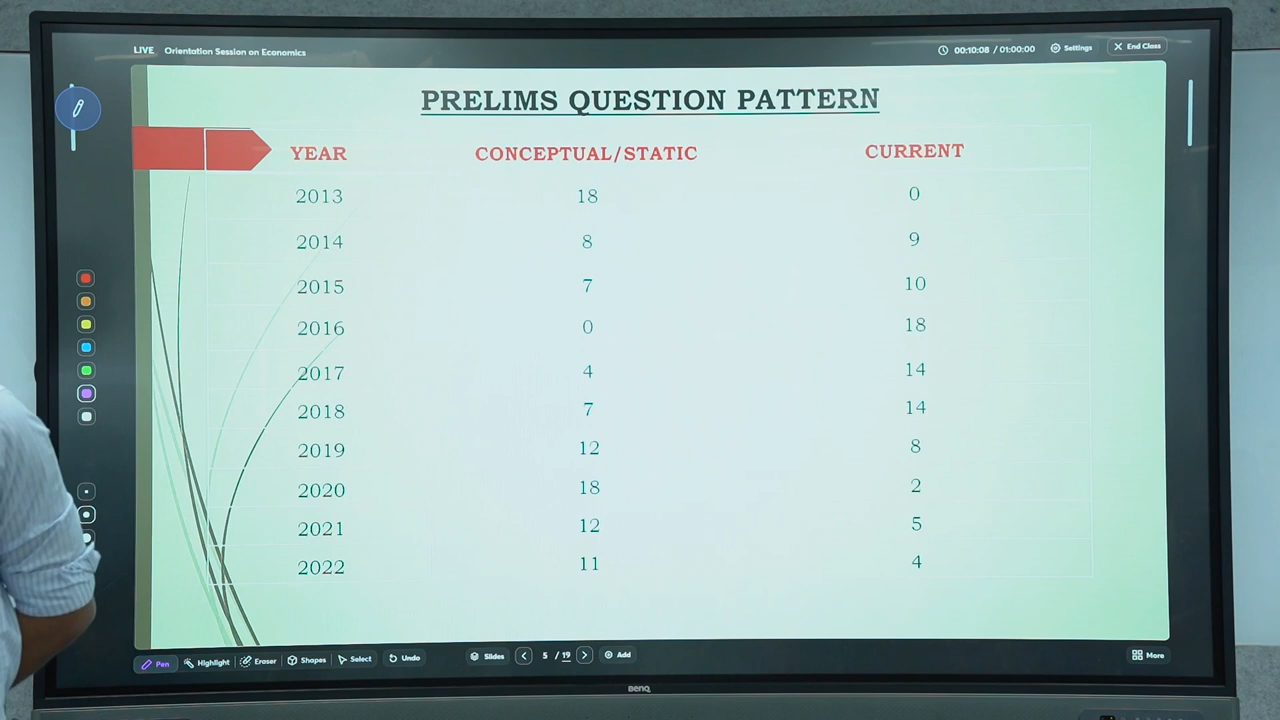 LIVE Orientation Session on Economics
00:10:08 / 01:00:00 Settings End Class
PRELIMS QUESTION PATTERN
YEAR CONCEPTUAL/STATIC CURRENT
2013 18 0
2014 8 9
2015 7 10
2016 0 18
2017 4 14
2018 7 14
2019 12 8
2020 18 2
2021 12 5
2022 11 4
Pen Highlight Eraser Shapes Select Undo Slides 5 / 19 Add More
BenQ